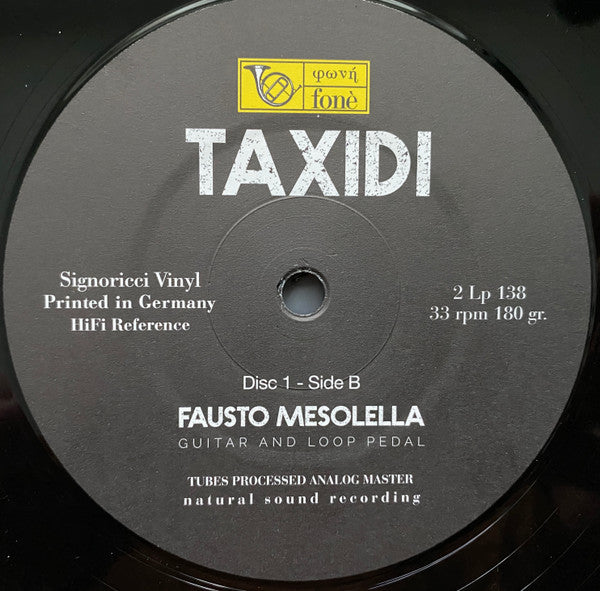 φωνή
fonè
TAXIDI
Signoricci Vinyl
Printed in Germany
HiFi Reference
2 Lp 138
33 rpm 180 gr.
Disc 1 - Side B
FAUSTO MESOLELLA
GUITAR AND LOOP PEDAL
TUBES PROCESSED ANALOG MASTER
natural sound recording